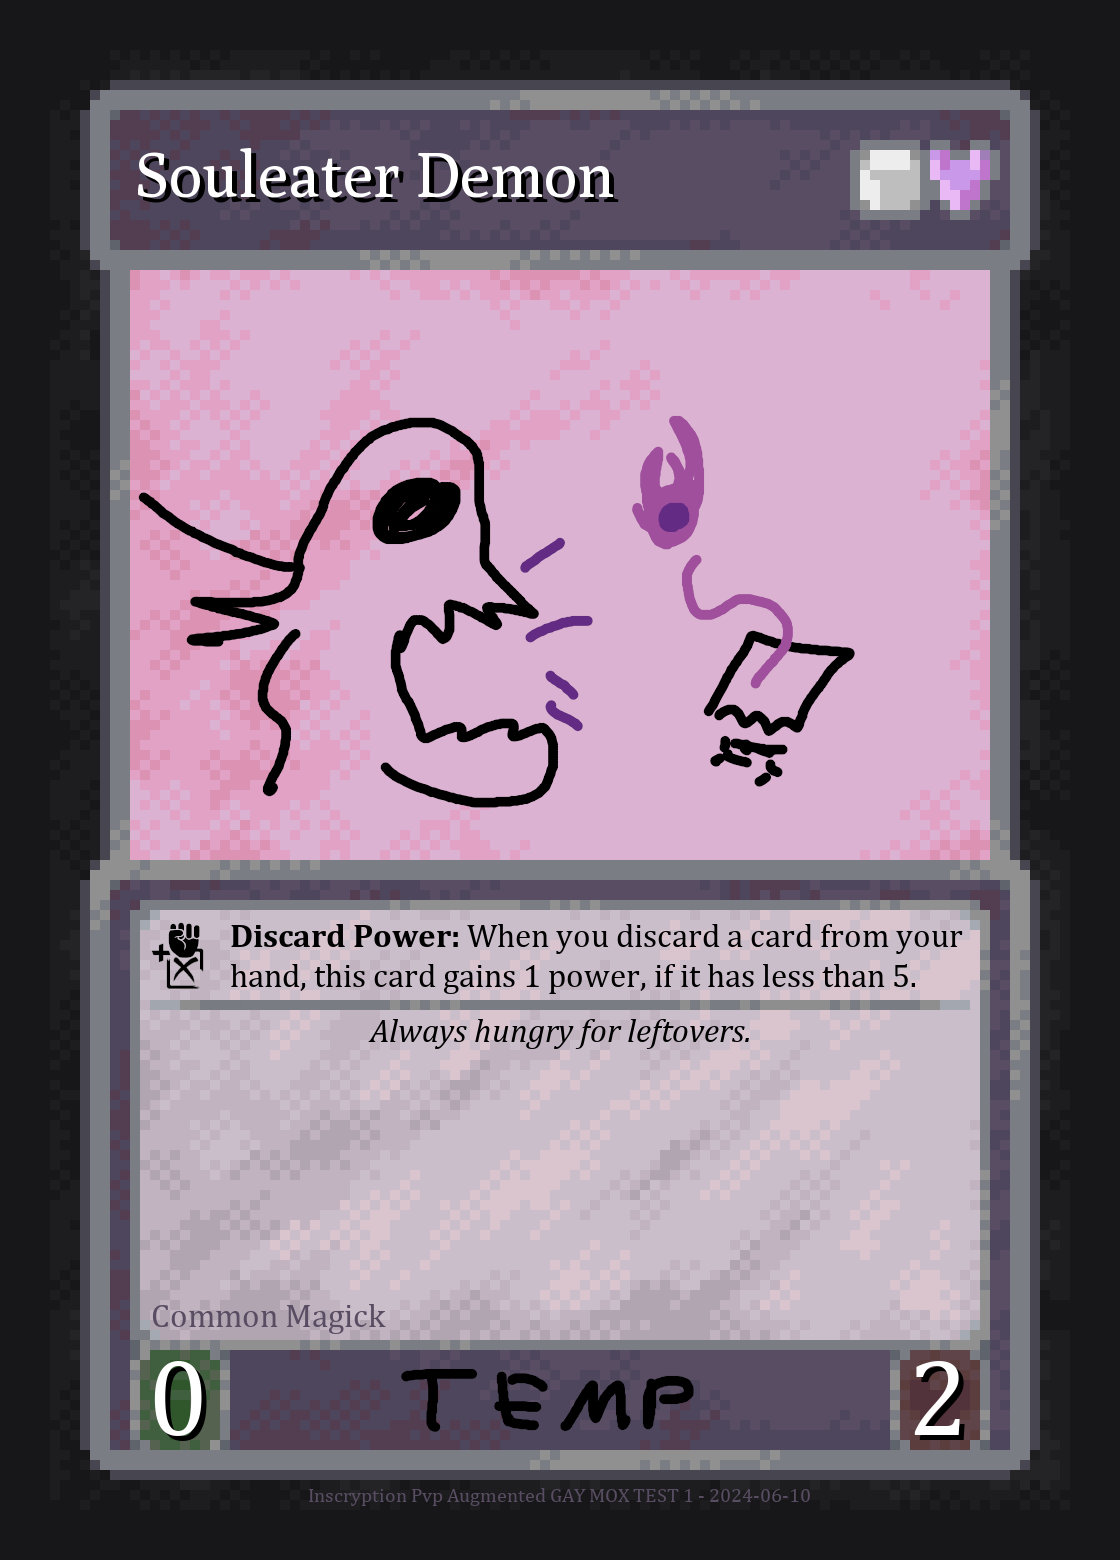 Souleater Demon
Discard Power: When you discard a card from your
hand, this card gains 1 power, if it has less than 5.
Always hungry for leftovers.
Common Magick
0
TEMP
2
Inscryption Pvp Augmented GAY MOX TEST 1 - 2024-06-10